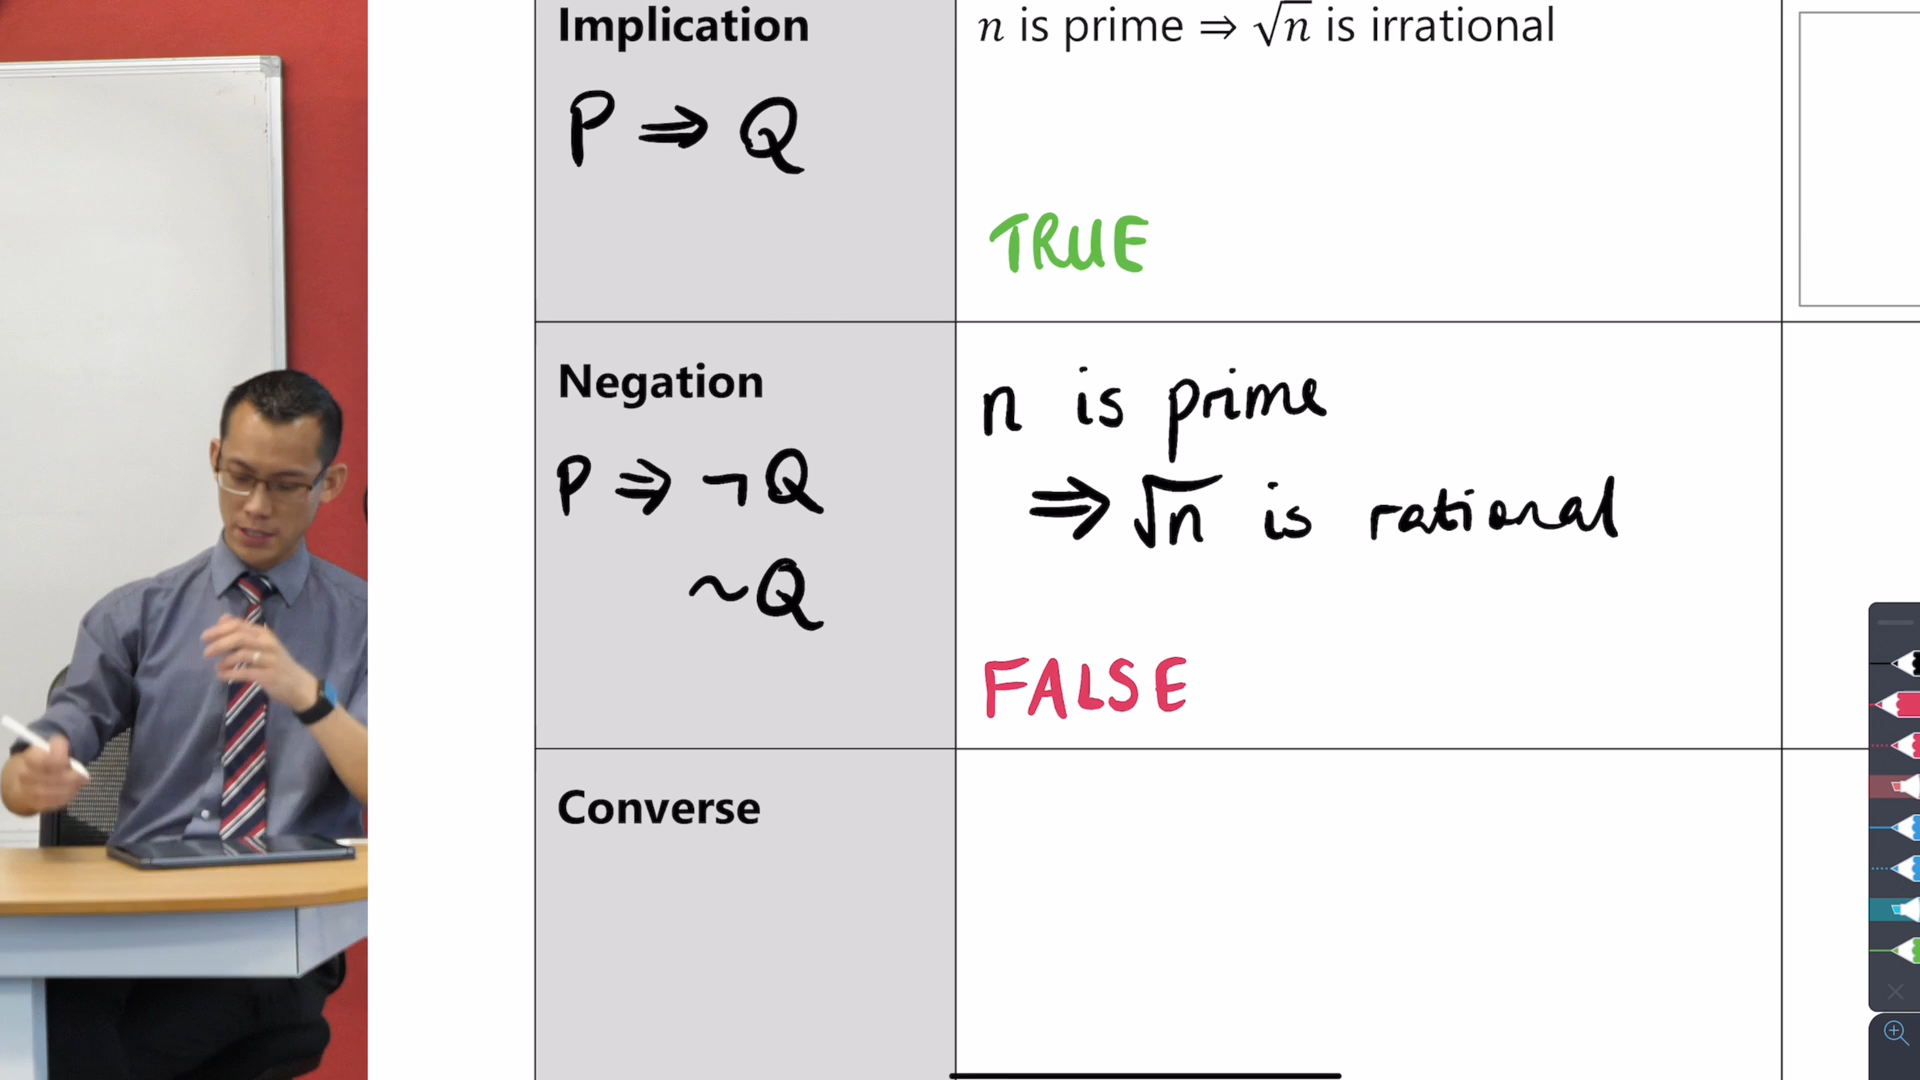 Implication
n is prime ⇒ √n is irrational
P ⇒ Q
TRUE
Negation
n is prime
⇒ √n is rational
P ⇒ ¬Q
~Q
FALSE
Converse